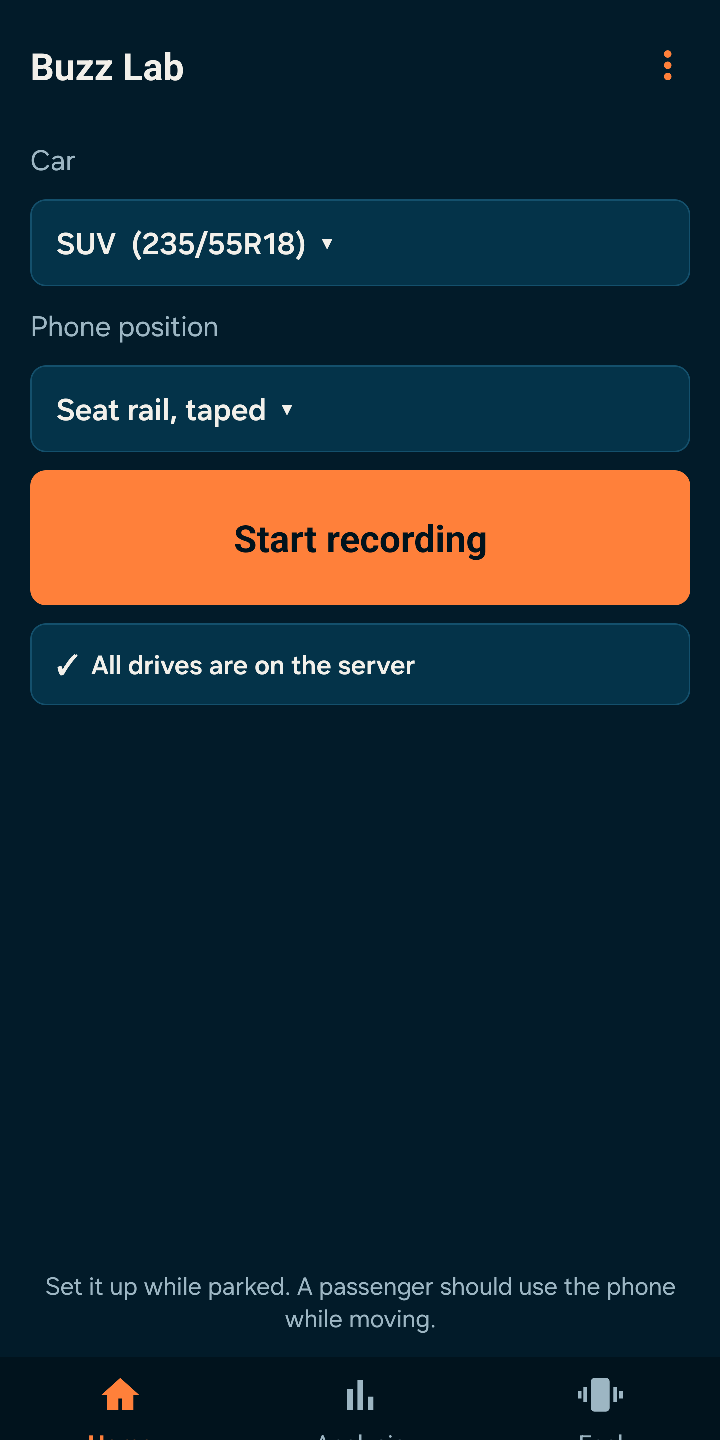 Buzz Lab
Car
SUV (235/55R18) ▼
Phone position
Seat rail, taped ▼
Start recording
✓ All drives are on the server
Set it up while parked. A passenger should use the phone
while moving.